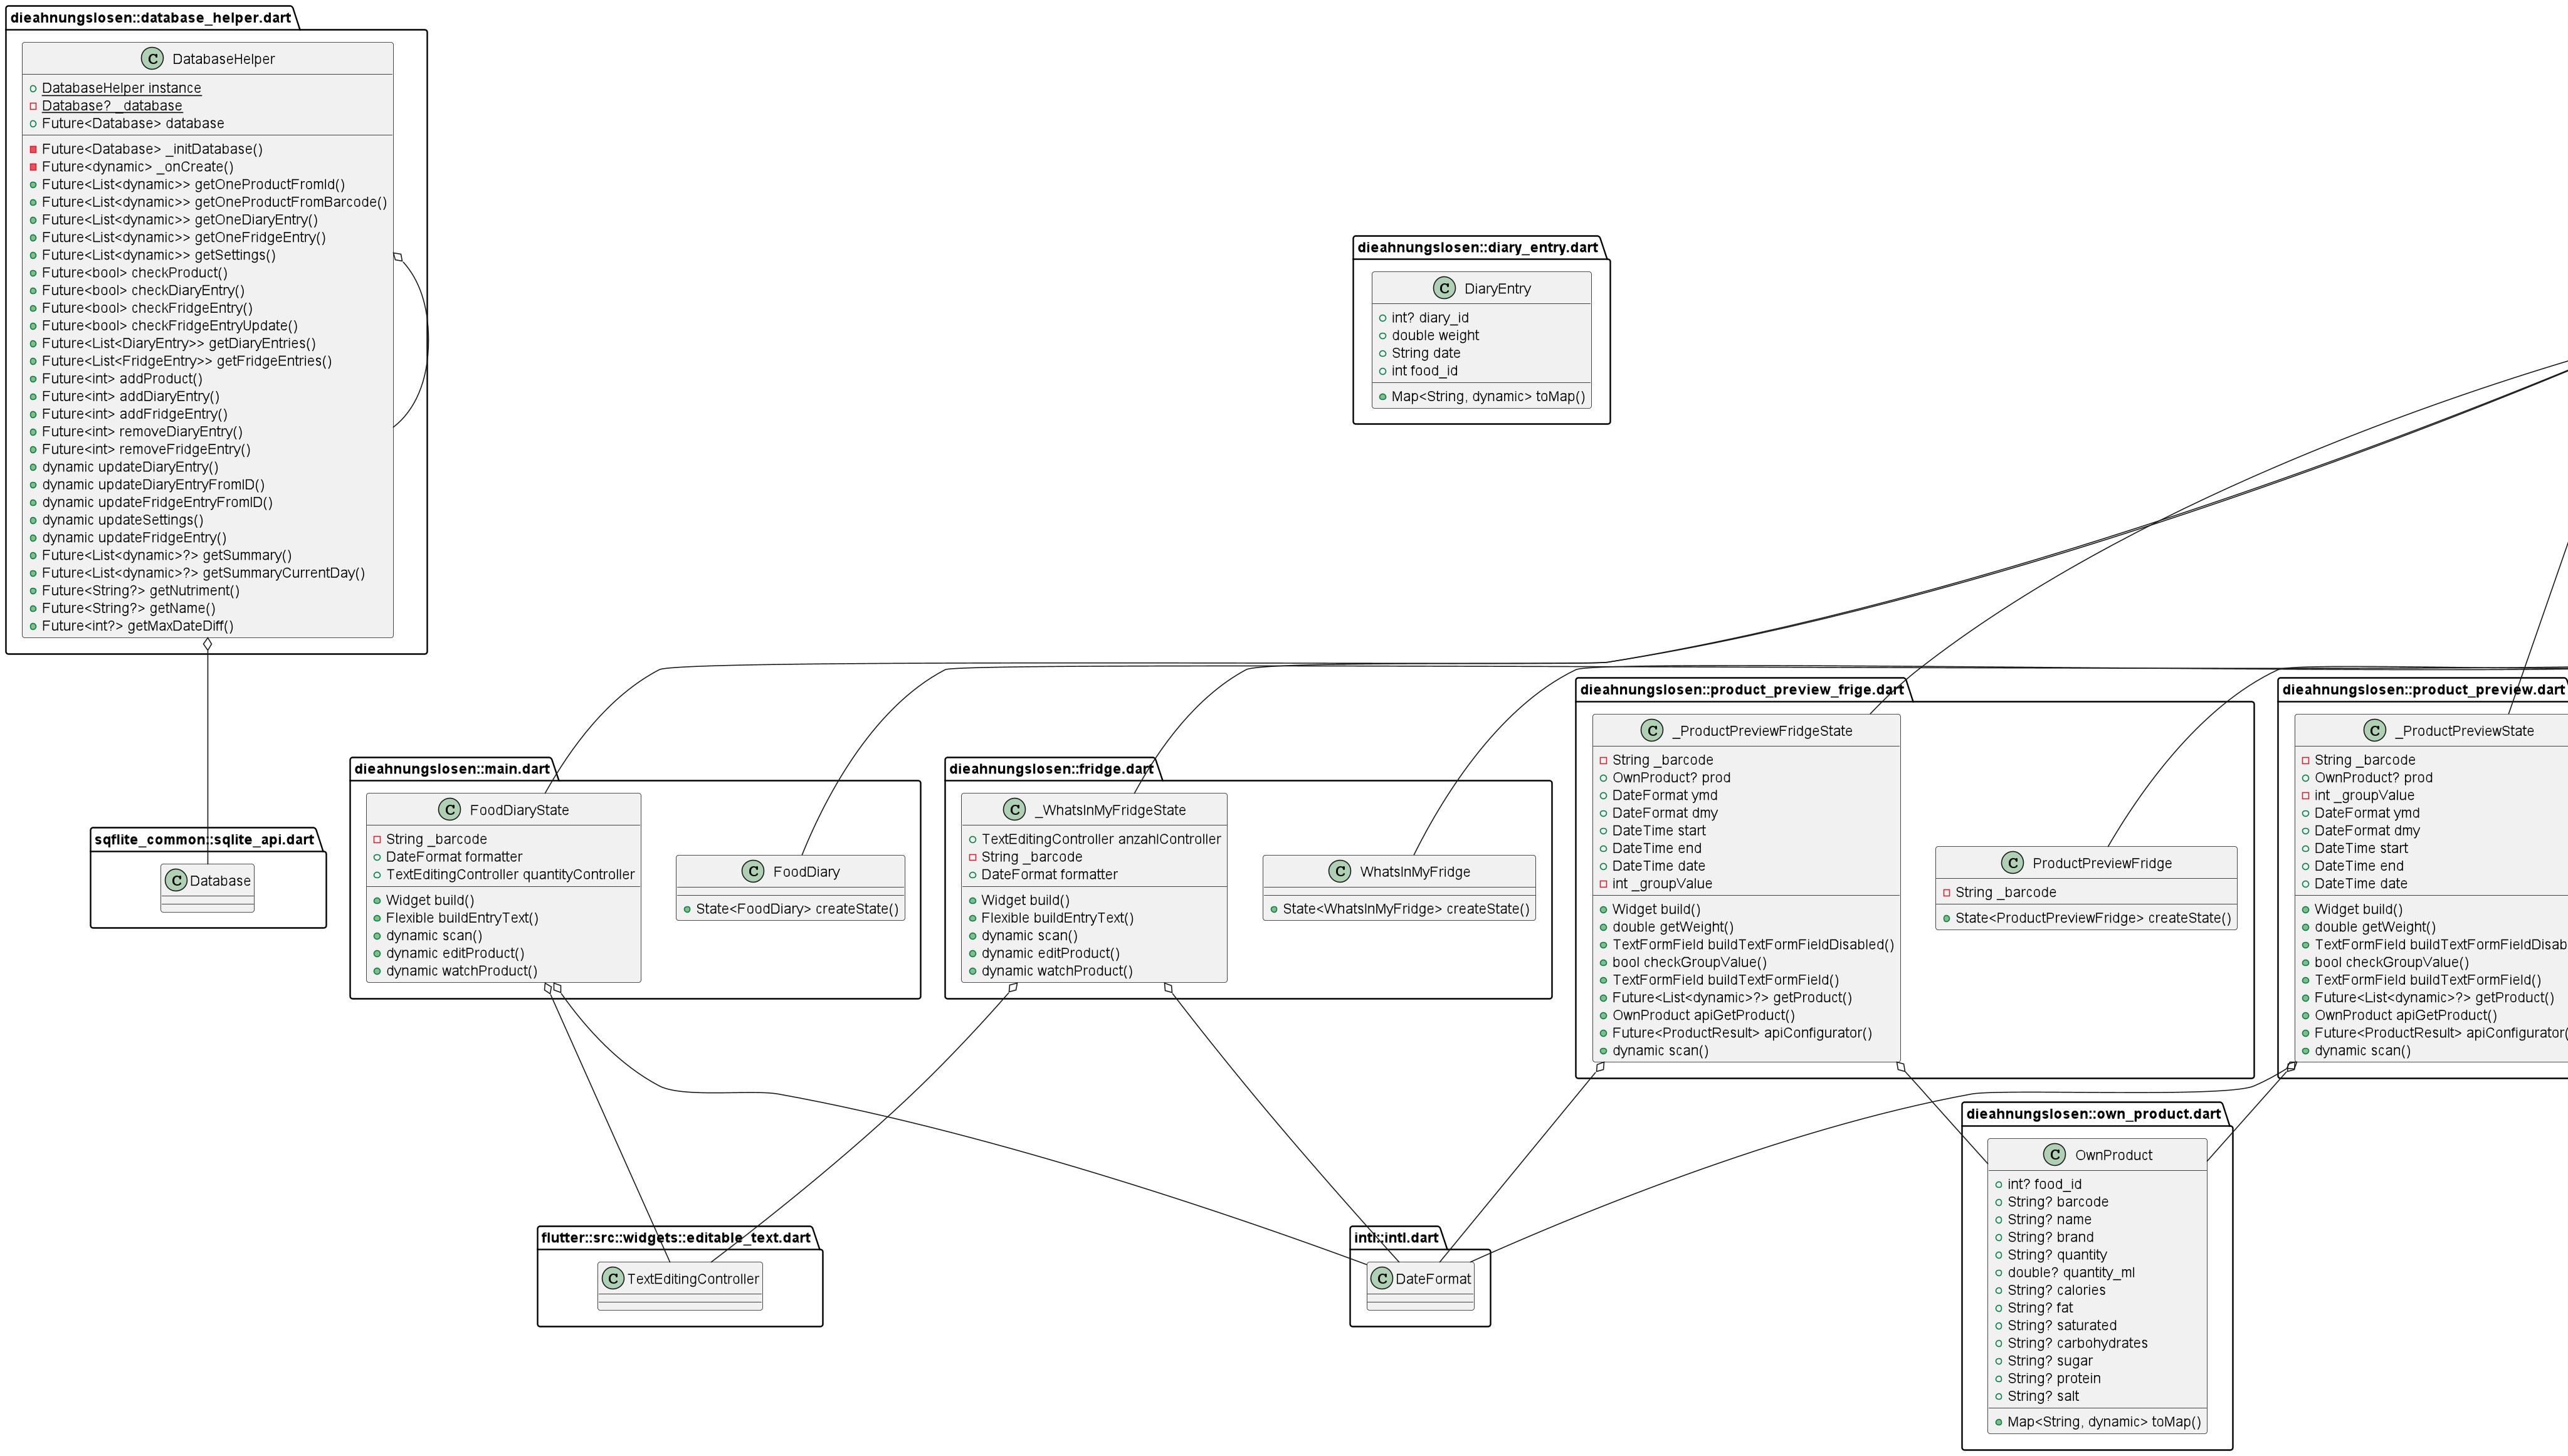 dieahnungslosen::database_helper.dart
C DatabaseHelper
DatabaseHelper instance
Database? _database
Future<Database> database
Future<Database> _initDatabase()
Future<dynamic> _onCreate()
Future<List<dynamic>> getOneProductFromId()
Future<List<dynamic>> getOneProductFromBarcode()
Future<List<dynamic>> getOneDiaryEntry()
Future<List<dynamic>> getOneFridgeEntry()
Future<List<dynamic>> getSettings()
Future<bool> checkProduct()
Future<bool> checkDiaryEntry()
Future<bool> checkFridgeEntry()
Future<bool> checkFridgeEntryUpdate()
Future<List<DiaryEntry>> getDiaryEntries()
Future<List<FridgeEntry>> getFridgeEntries()
Future<int> addProduct()
Future<int> addDiaryEntry()
Future<int> addFridgeEntry()
Future<int> removeDiaryEntry()
Future<int> removeFridgeEntry()
dynamic updateDiaryEntry()
dynamic updateDiaryEntryFromID()
dynamic updateFridgeEntryFromID()
dynamic updateSettings()
dynamic updateFridgeEntry()
Future<List<dynamic>?> getSummary()
Future<List<dynamic>?> getSummaryCurrentDay()
Future<String?> getNutriment()
Future<String?> getName()
Future<int?> getMaxDateDiff()
dieahnungslosen::diary_entry.dart
C DiaryEntry
int? diary_id
double weight
String date
int food_id
Map<String, dynamic> toMap()
sqflite_common::sqlite_api.dart
C Database
dieahnungslosen::main.dart
C FoodDiaryState
String _barcode
DateFormat formatter
TextEditingController quantityController
Widget build()
Flexible buildEntryText()
dynamic scan()
dynamic editProduct()
dynamic watchProduct()
C FoodDiary
State<FoodDiary> createState()
dieahnungslosen::fridge.dart
C _WhatsInMyFridgeState
TextEditingController anzahlController
String _barcode
DateFormat formatter
Widget build()
Flexible buildEntryText()
dynamic scan()
dynamic editProduct()
dynamic watchProduct()
C WhatsInMyFridge
State<WhatsInMyFridge> createState()
dieahnungslosen::product_preview_frige.dart
C _ProductPreviewFridgeState
String _barcode
OwnProduct? prod
DateFormat ymd
DateFormat dmy
DateTime start
DateTime end
DateTime date
int _groupValue
Widget build()
double getWeight()
TextFormField buildTextFormFieldDisabled()
bool checkGroupValue()
TextFormField buildTextFormField()
Future<List<dynamic>?> getProduct()
OwnProduct apiGetProduct()
Future<ProductResult> apiConfigurator()
dynamic scan()
C ProductPreviewFridge
String _barcode
State<ProductPreviewFridge> createState()
dieahnungslosen::product_preview.dart
C _ProductPreviewState
String _barcode
OwnProduct? prod
int _groupValue
DateFormat ymd
DateFormat dmy
DateTime start
DateTime end
DateTime date
Widget build()
double getWeight()
TextFormField buildTextFormFieldDisab
bool checkGroupValue()
TextFormField buildTextFormField()
Future<List<dynamic>?> getProduct()
OwnProduct apiGetProduct()
Future<ProductResult> apiConfigurator(
dynamic scan()
flutter::src::widgets::editable_text.dart
C TextEditingController
intl::intl.dart
C DateFormat
dieahnungslosen::own_product.dart
C OwnProduct
int? food_id
String? barcode
String? name
String? brand
String? quantity
double? quantity_ml
String? calories
String? fat
String? saturated
String? carbohydrates
String? sugar
String? protein
String? salt
Map<String, dynamic> toMap()